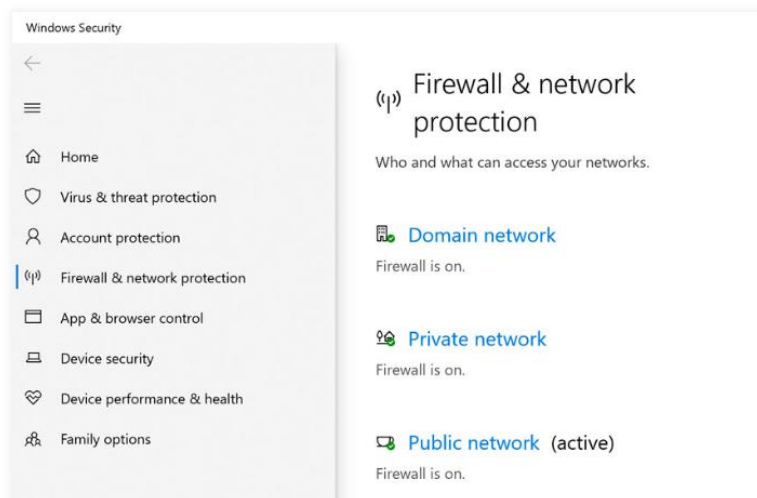 Windows Security
Home
Virus & threat protection
Account protection
Firewall & network protection
App & browser control
Device security
Device performance & health
Family options
Firewall & network
protection
Who and what can access your networks.
Domain network
Firewall is on.
Private network
Firewall is on.
Public network (active)
Firewall is on.